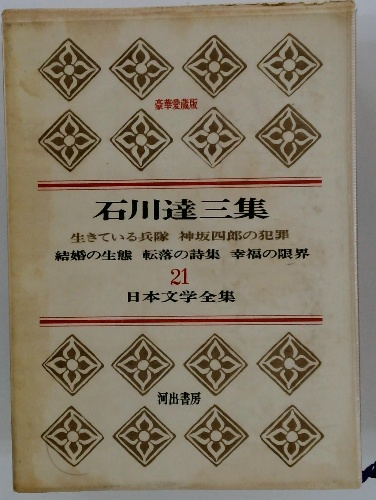 豪華愛蔵版
石川達三集
生きている兵隊 神坂四郎の犯罪
結婚の生態 転落の詩集 幸福の限界
21
日本文学全集
河出書房